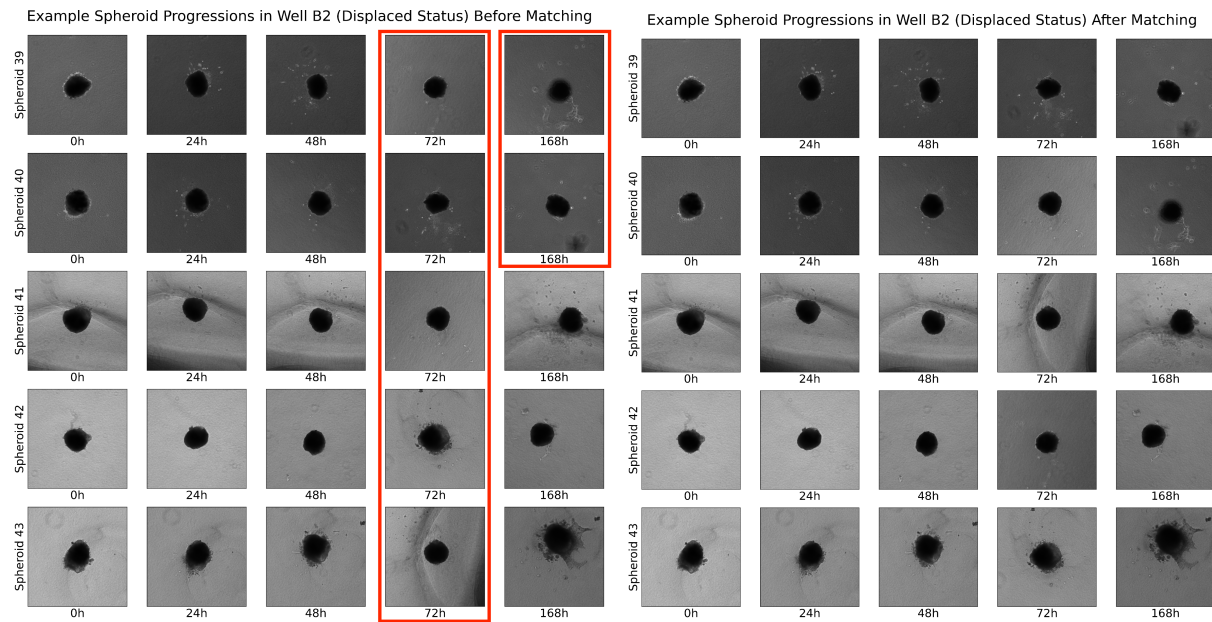 Example Spheroid Progressions in Well B2 (Displaced Status) Before Matching
Spheroid 39
0h
24h
48h
72h
168h
Spheroid 40
0h
24h
48h
72h
168h
Spheroid 41
0h
24h
48h
72h
168h
Spheroid 42
0h
24h
48h
72h
168h
Spheroid 43
0h
24h
48h
72h
168h
Example Spheroid Progressions in Well B2 (Displaced Status) After Matching
Spheroid 39
0h
24h
48h
72h
168h
Spheroid 40
0h
24h
48h
72h
168h
Spheroid 41
0h
24h
48h
72h
168h
Spheroid 42
0h
24h
48h
72h
168h
Spheroid 43
0h
24h
48h
72h
168h